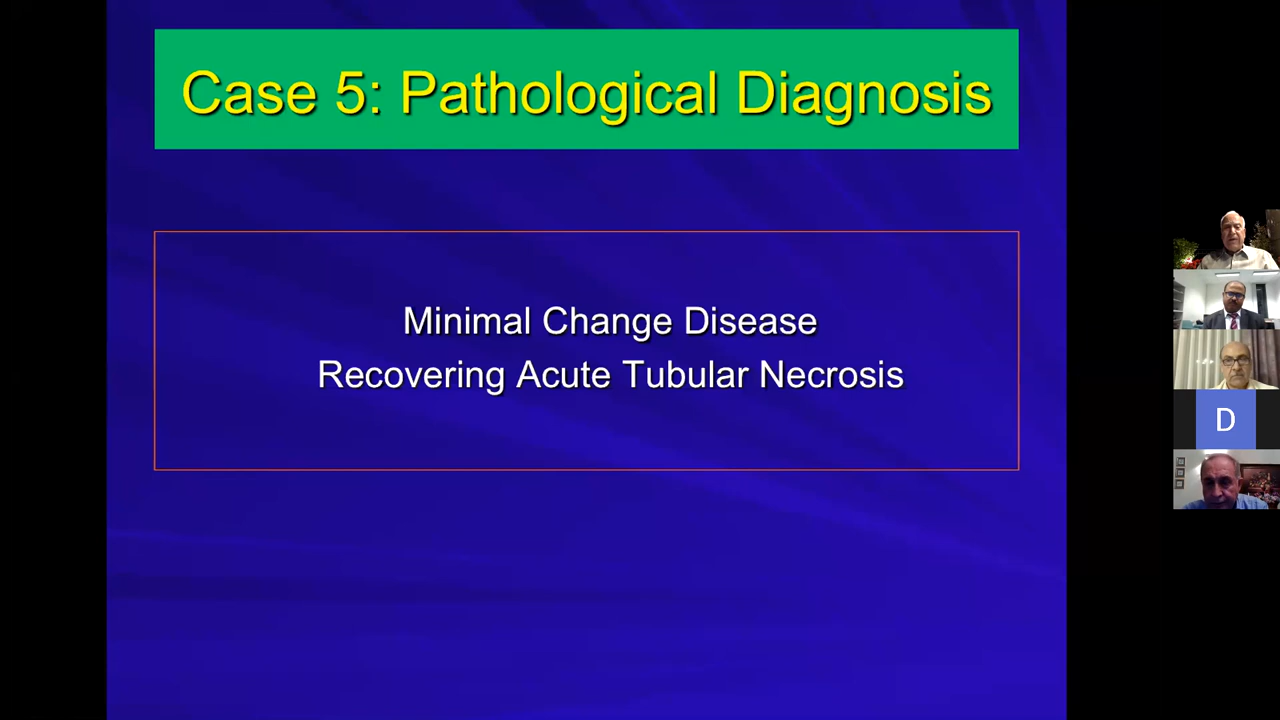 Case 5: Pathological Diagnosis
Minimal Change Disease
Recovering Acute Tubular Necrosis
D